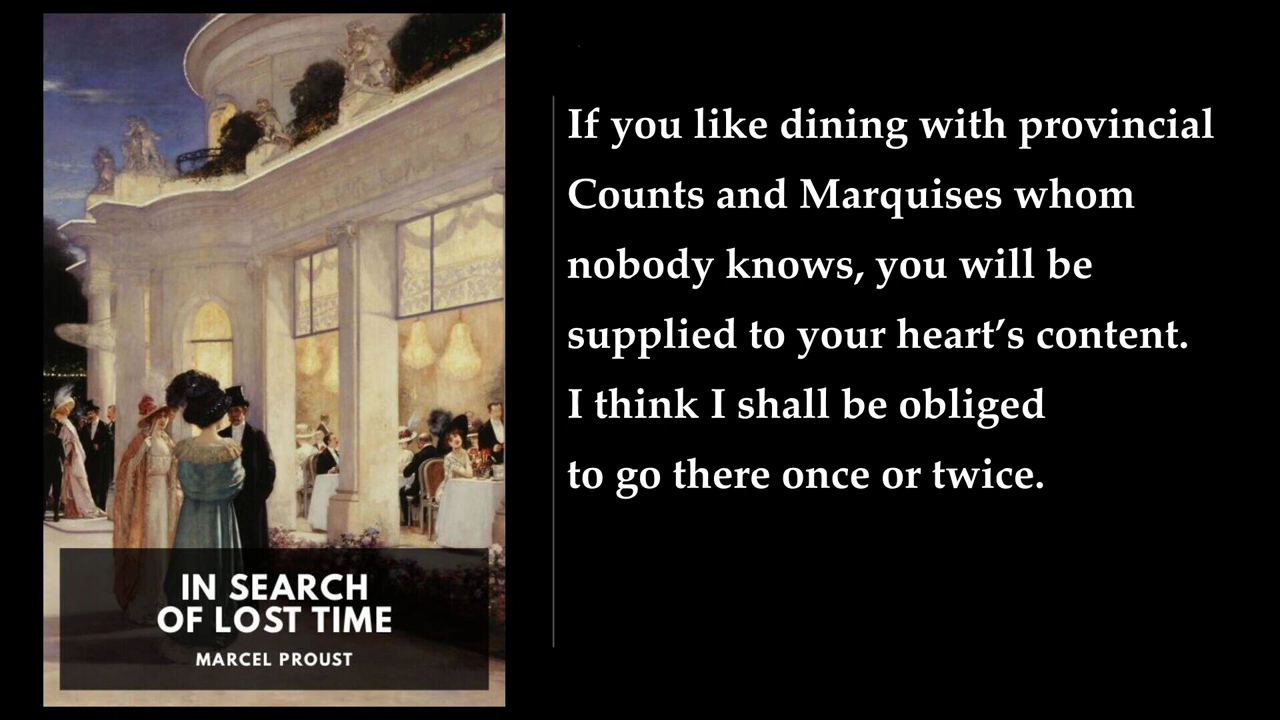 If you like dining with provincial
Counts and Marquises whom
nobody knows, you will be
supplied to your heart’s content.
I think I shall be obliged
to go there once or twice.
IN SEARCH
OF LOST TIME
MARCEL PROUST